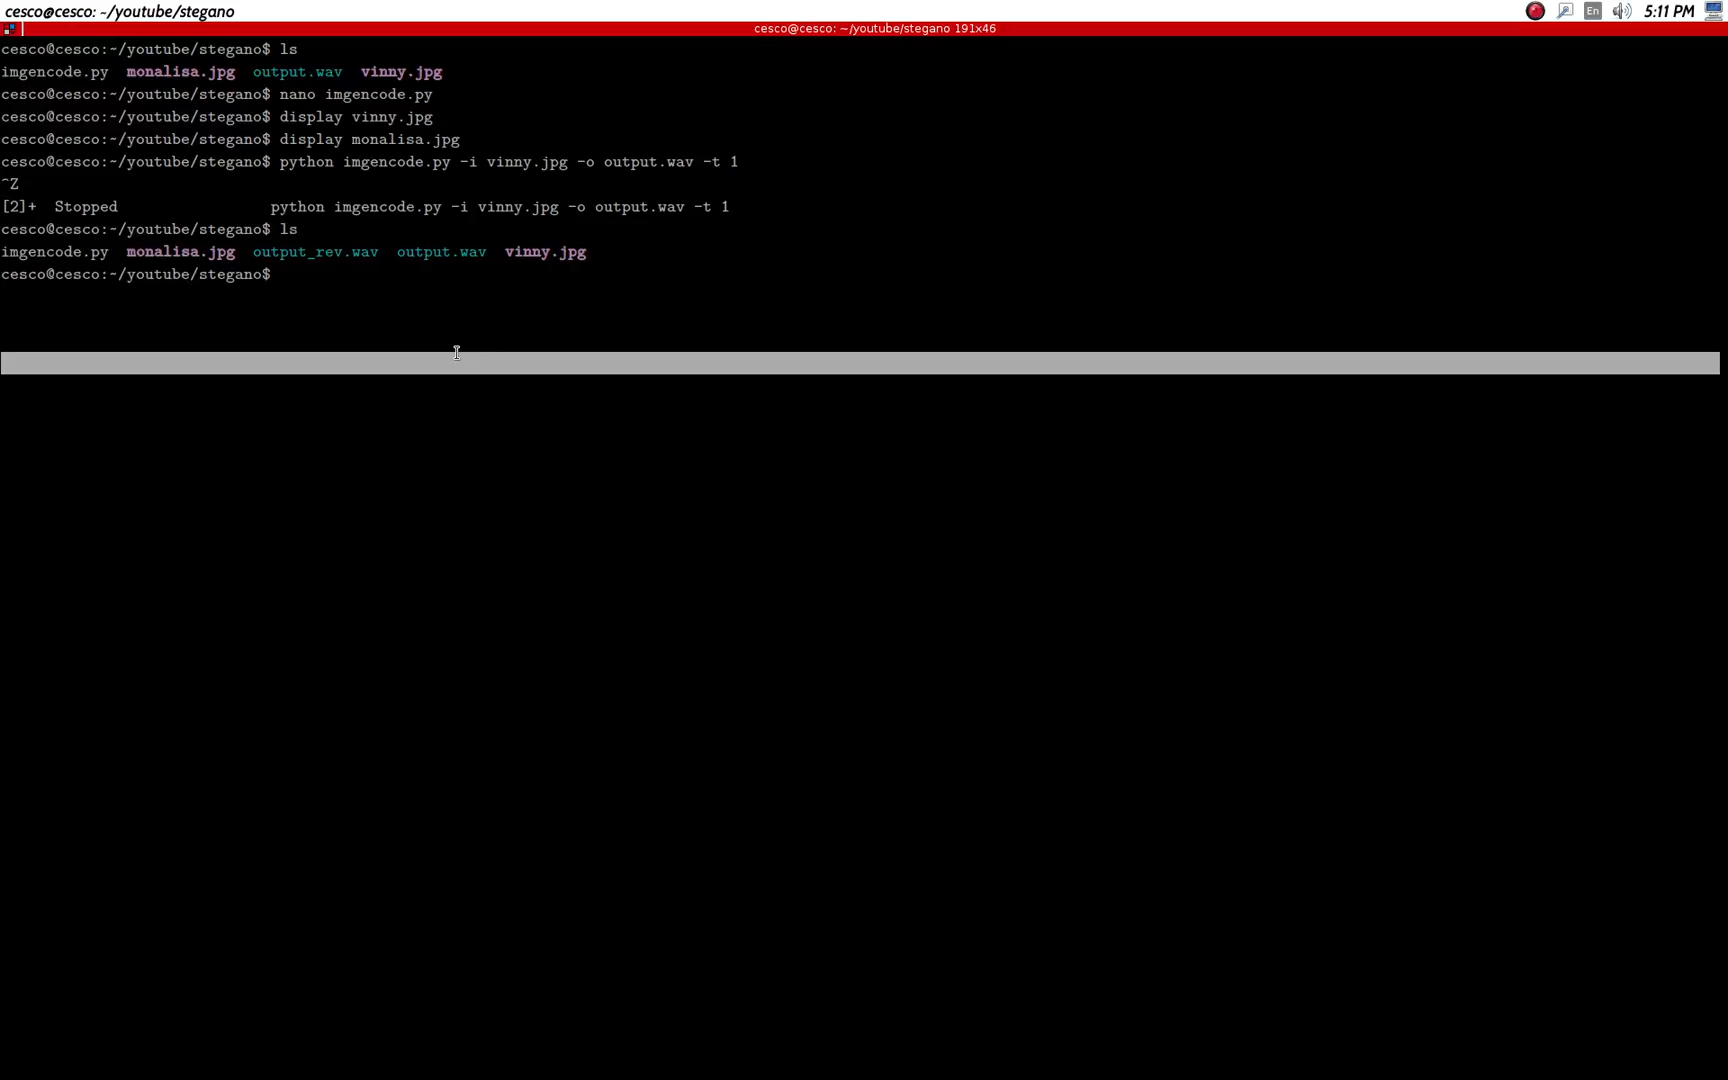 cesco@cesco: ~/youtube/stegano
En
5:11 PM
cesco@cesco: ~/youtube/stegano 191x46
cesco@cesco:~/youtube/stegano$ ls
imgencode.py monalisa.jpg output.wav vinny.jpg
cesco@cesco:~/youtube/stegano$ nano imgencode.py
cesco@cesco:~/youtube/stegano$ display vinny.jpg
cesco@cesco:~/youtube/stegano$ display monalisa.jpg
cesco@cesco:~/youtube/stegano$ python imgencode.py -i vinny.jpg -o output.wav -t 1
^Z
[2]+ Stopped python imgencode.py -i vinny.jpg -o output.wav -t 1
cesco@cesco:~/youtube/stegano$ ls
imgencode.py monalisa.jpg output_rev.wav output.wav vinny.jpg
cesco@cesco:~/youtube/stegano$